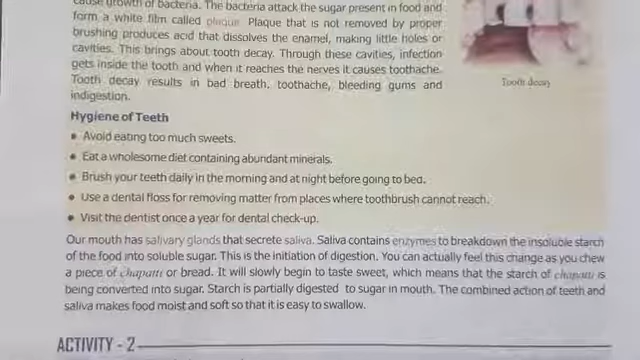 cause growth of bacteria. The bacteria attack the sugar present in food and
form a white film called plaque. Plaque that is not removed by proper
brushing produces acid that dissolves the enamel, making little holes or
cavities. This brings about tooth decay. Through these cavities, infection
gets inside the tooth and when it reaches the nerves it causes toothache.
Tooth decay results in bad breath, toothache, bleeding gums and
indigestion.
Tooth decay
Hygiene of Teeth
• Avoid eating too much sweets.
• Eat a wholesome diet containing abundant minerals.
• Brush your teeth daily in the morning and at night before going to bed.
• Use a dental floss for removing matter from places where toothbrush cannot reach.
• Visit the dentist once a year for dental check-up.
Our mouth has salivary glands that secrete saliva. Saliva contains enzymes to breakdown the insoluble starch
of the food into soluble sugar. This is the initiation of digestion. You can actually feel this change as you chew
a piece of chapatti or bread. It will slowly begin to taste sweet, which means that the starch of chapatti is
being converted into sugar. Starch is partially digested to sugar in mouth. The combined action of teeth and
saliva makes food moist and soft so that it is easy to swallow.
ACTIVITY - 2